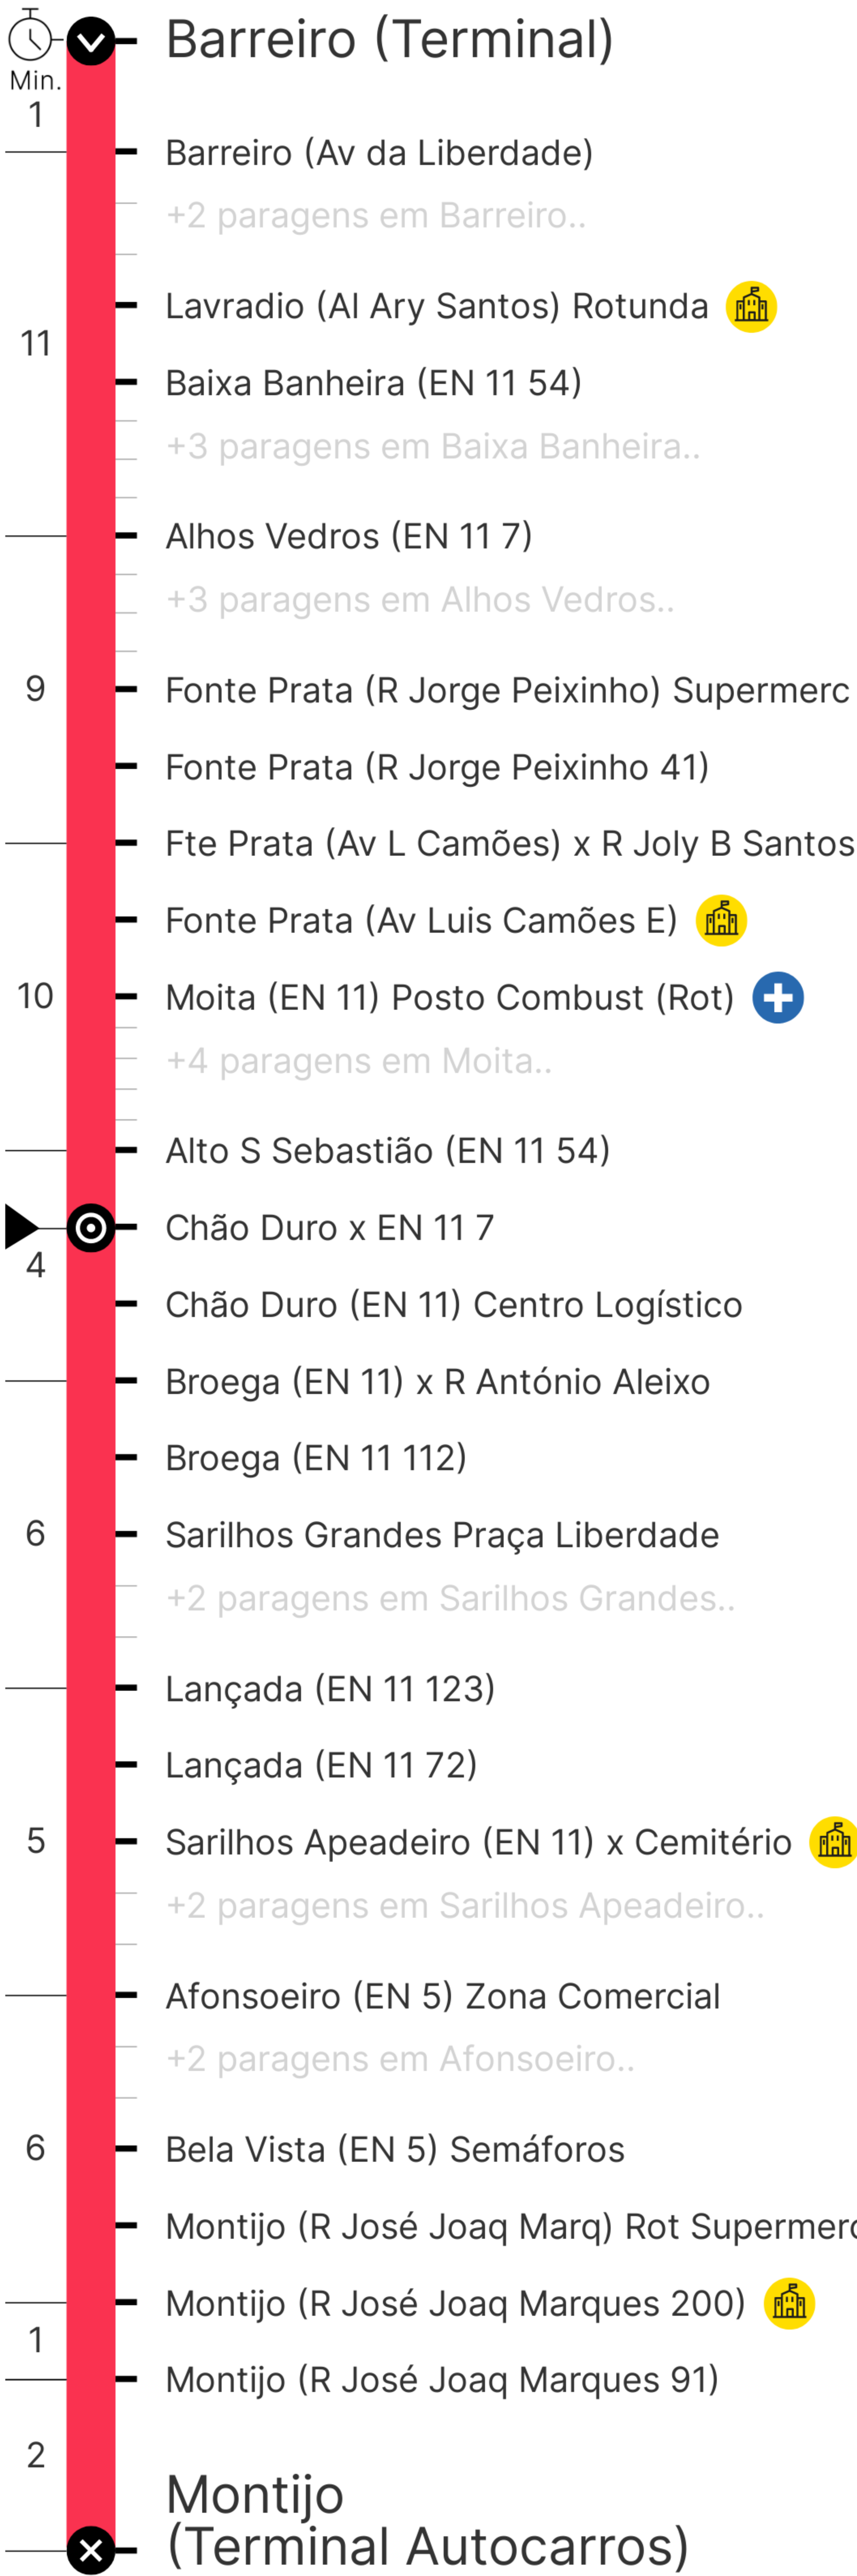 Barreiro (Terminal)
Min.
1
Barreiro (Av da Liberdade)
+2 paragens em Barreiro..
Lavradio (Al Ary Santos) Rotunda
11
Baixa Banheira (EN 11 54)
+3 paragens em Baixa Banheira..
Alhos Vedros (EN 11 7)
+3 paragens em Alhos Vedros..
9
Fonte Prata (R Jorge Peixinho) Supermerc
Fonte Prata (R Jorge Peixinho 41)
Fte Prata (Av L Camões) x R Joly B Santos
Fonte Prata (Av Luis Camões E)
10
Moita (EN 11) Posto Combust (Rot)
+4 paragens em Moita..
Alto S Sebastião (EN 11 54)
Chão Duro x EN 11 7
4
Chão Duro (EN 11) Centro Logístico
Broega (EN 11) x R António Aleixo
Broega (EN 11 112)
6
Sarilhos Grandes Praça Liberdade
+2 paragens em Sarilhos Grandes..
Lançada (EN 11 123)
Lançada (EN 11 72)
5
Sarilhos Apeadeiro (EN 11) x Cemitério
+2 paragens em Sarilhos Apeadeiro..
Afonsoeiro (EN 5) Zona Comercial
+2 paragens em Afonsoeiro..
6
Bela Vista (EN 5) Semáforos
Montijo (R José Joaq Marq) Rot Supermerc
Montijo (R José Joaq Marques 200)
1
Montijo (R José Joaq Marques 91)
2
Montijo
(Terminal Autocarros)